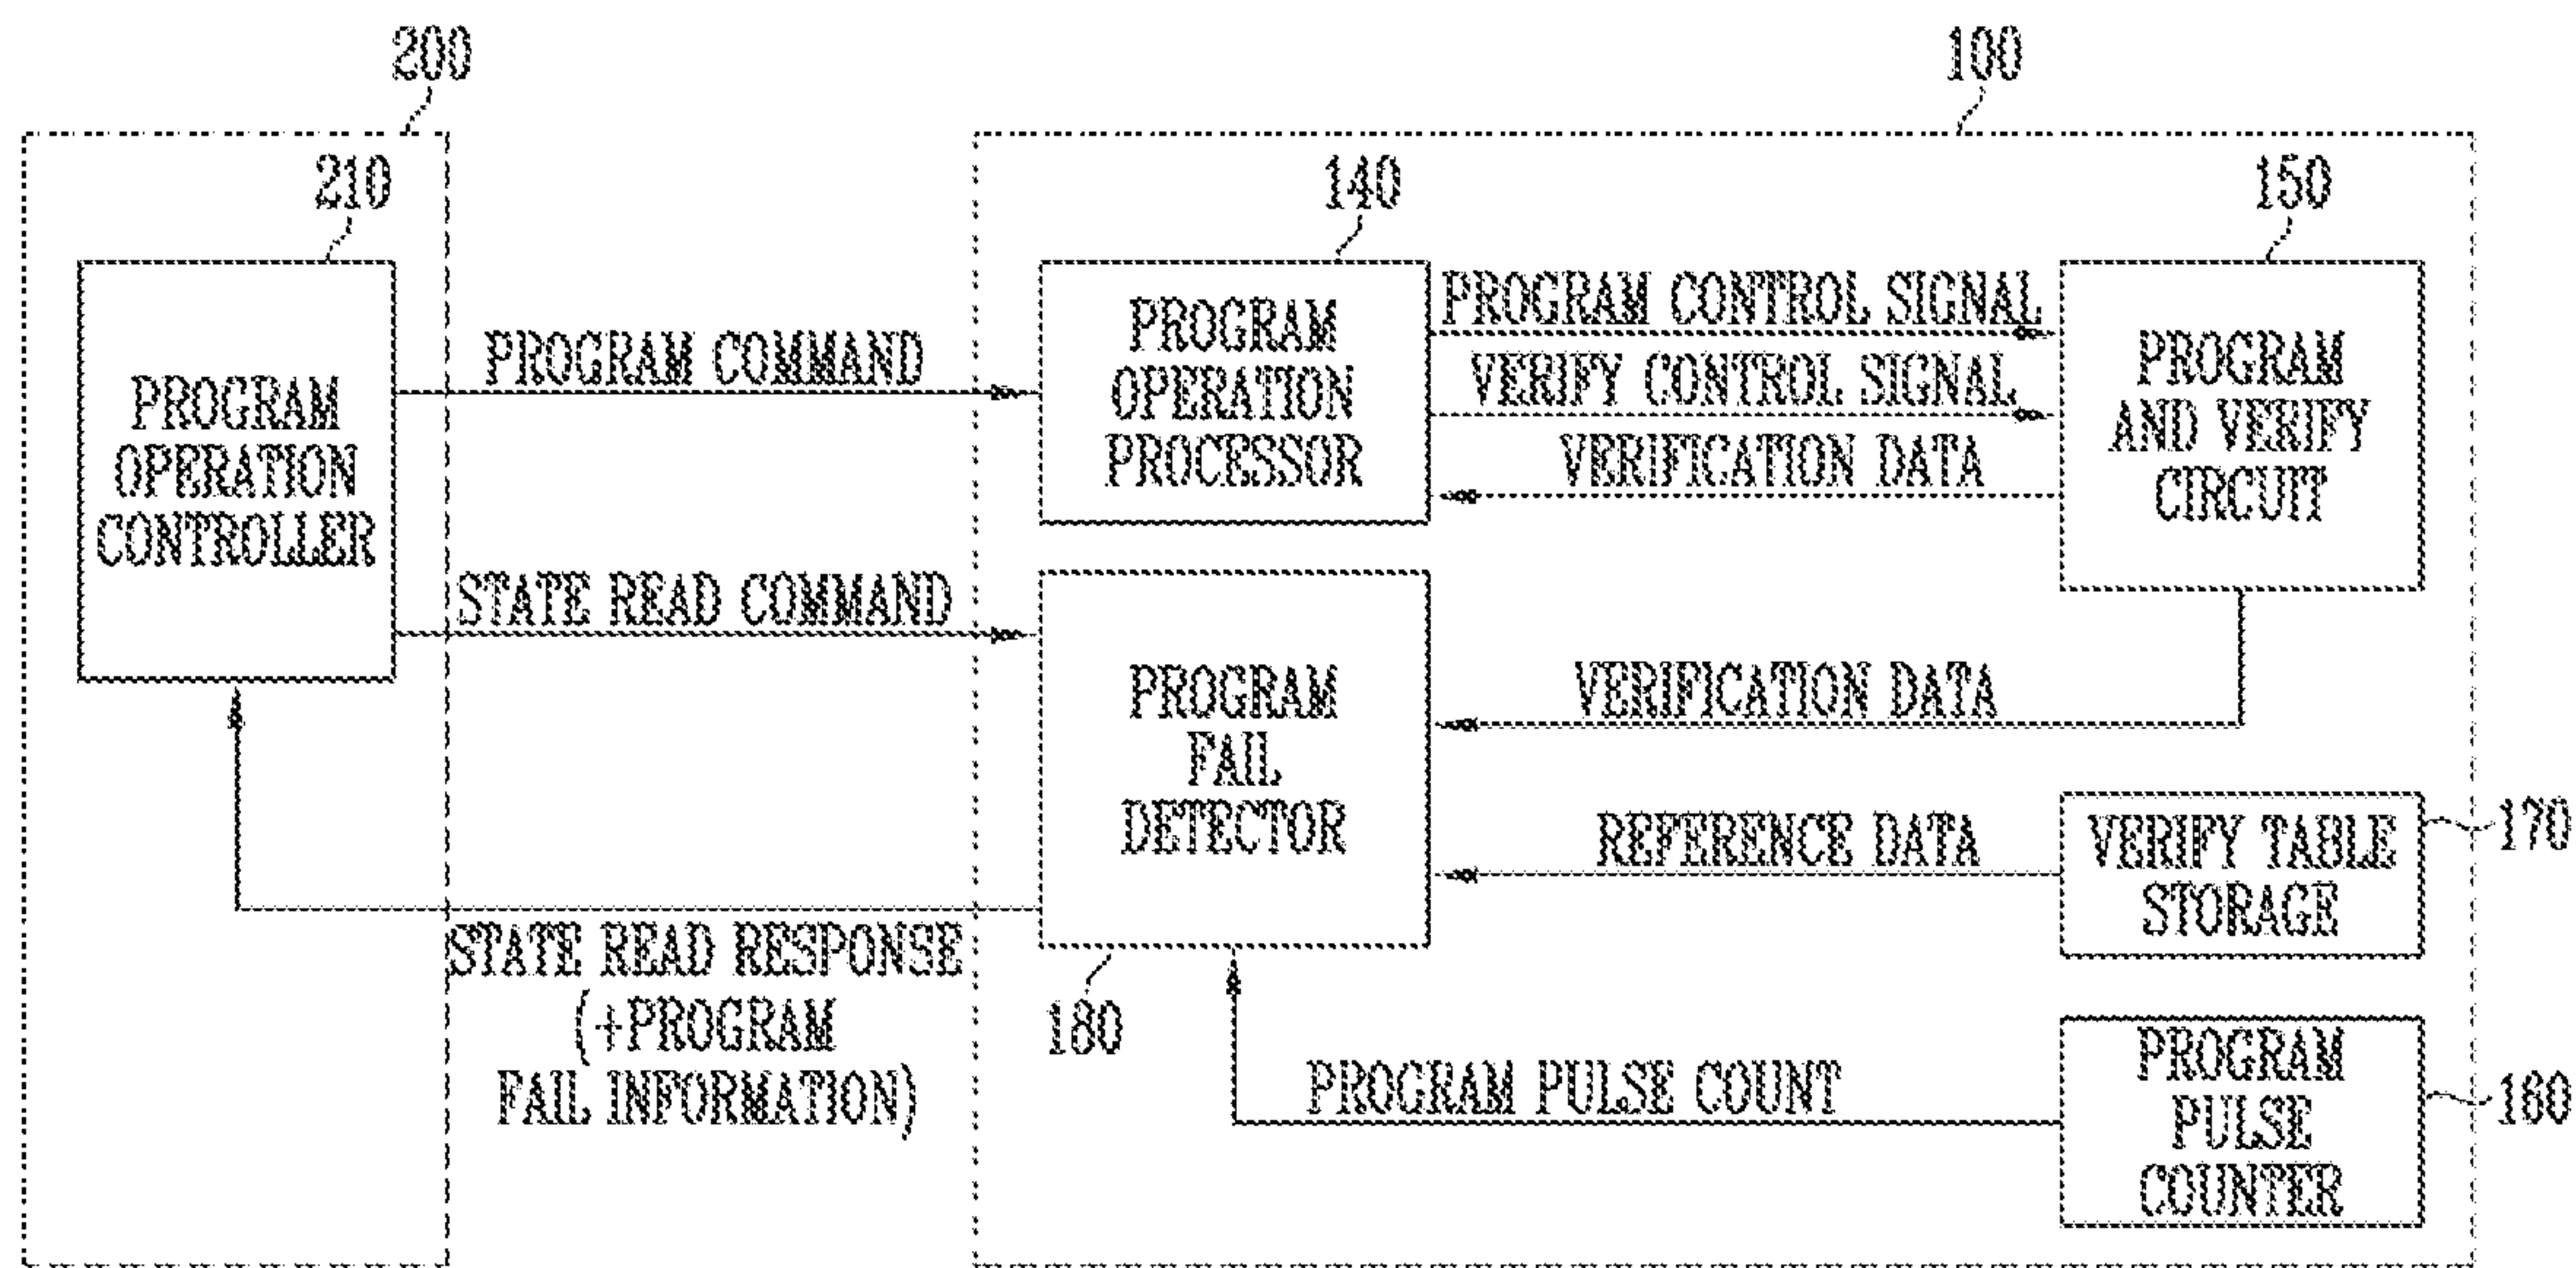 200
100
210
140
150
PROGRAM
OPERATION
CONTROLLER
PROGRAM COMMAND
STATE READ COMMAND
PROGRAM
OPERATION
PROCESSOR
PROGRAM CONTROL SIGNAL
VERIFY CONTROL SIGNAL
VERIFICATION DATA
PROGRAM
AND VERIFY
CIRCUIT
PROGRAM
FAIL
DETECTOR
VERIFICATION DATA
REFERENCE DATA
VERIFY TABLE
STORAGE
170
STATE READ RESPONSE
(+PROGRAM
FAIL INFORMATION)
180
PROGRAM PULSE COUNT
PROGRAM
PULSE
COUNTER
160